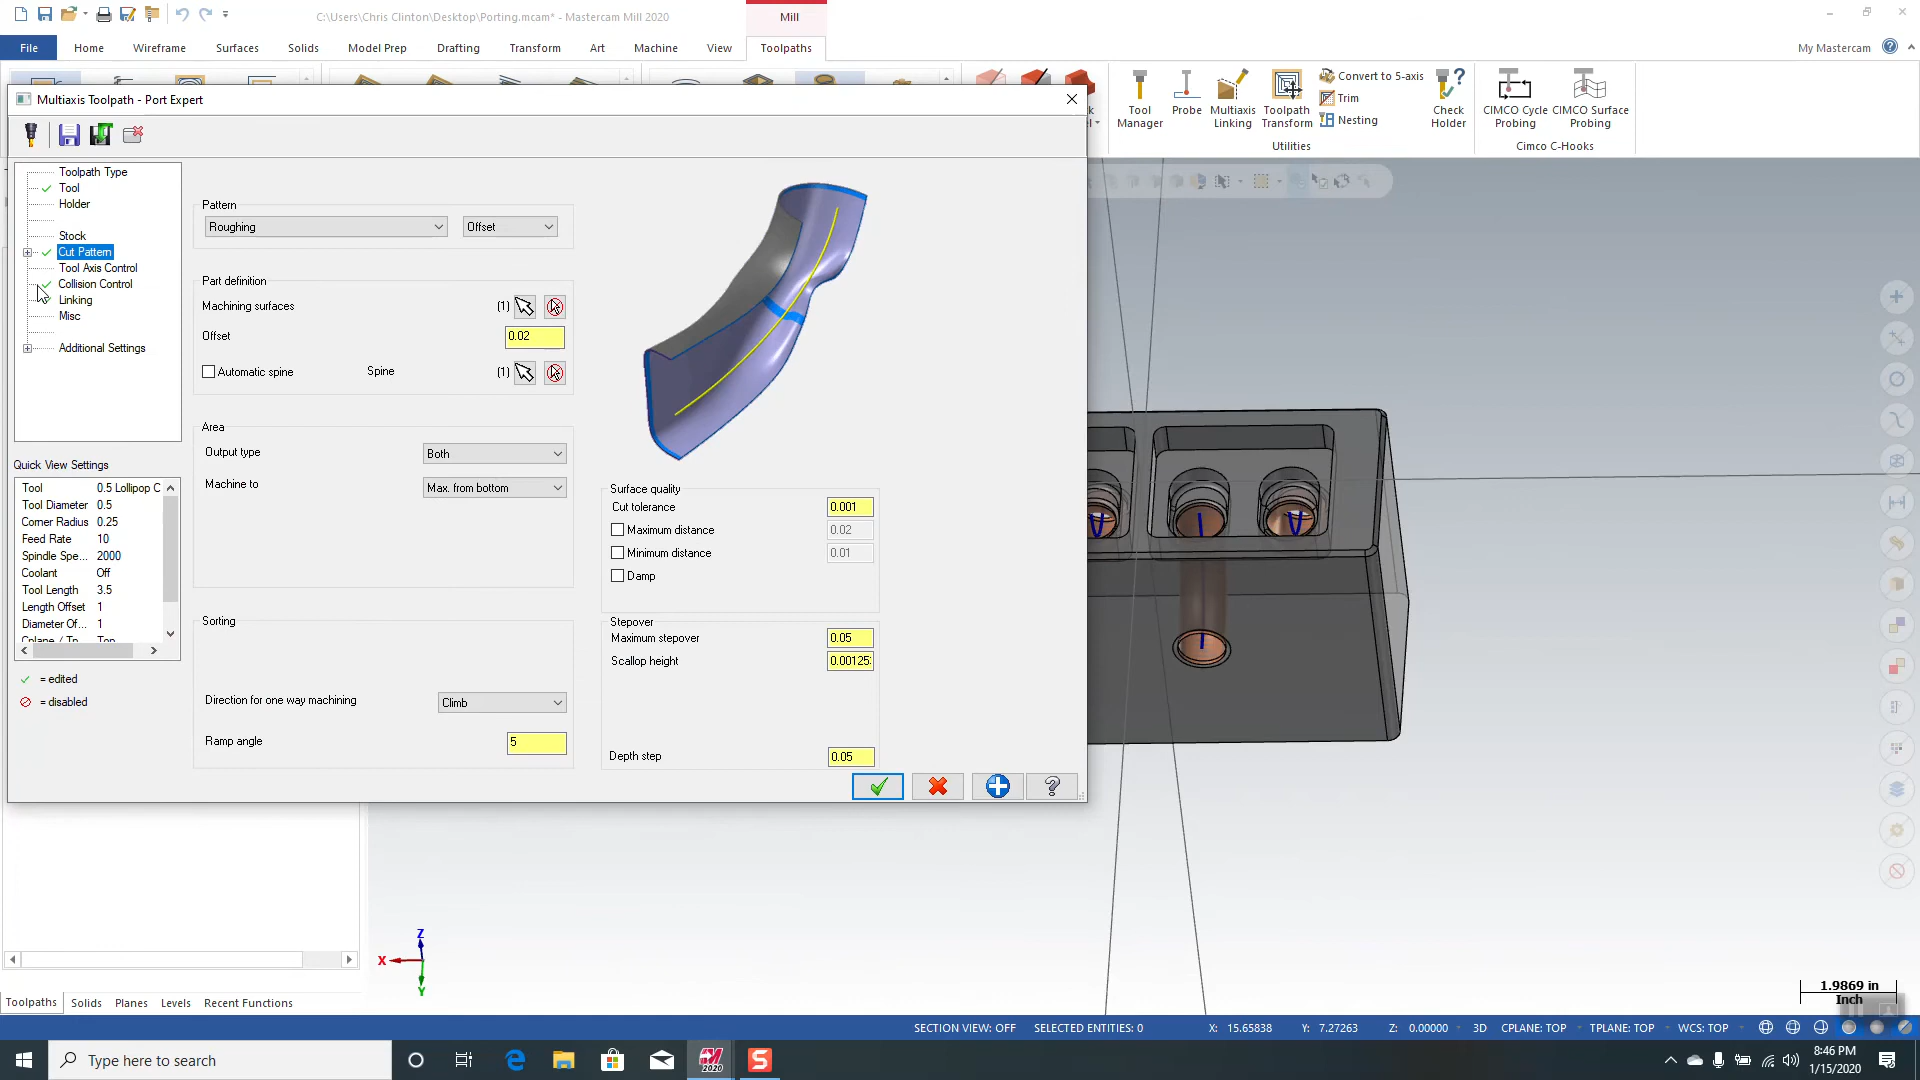 C:\Users\Chris Clinton\Desktop\Porting.mcam* - Mastercam Mill 2020
Mill
File
Home
Wireframe
Surfaces
Solids
Model Prep
Drafting
Transform
Art
Machine
View
Toolpaths
My Mastercam
Multiaxis Toolpath - Port Expert
Tool Manager
Probe
Multiaxis Linking
Toolpath Transform
Convert to 5-axis
Trim
Nesting
Check Holder
CIMCO Cycle Probing
CIMCO Surface Probing
Utilities
Cimco C-Hooks
Toolpath Type
Tool
Holder
Stock
Cut Pattern
Tool Axis Control
Collision Control
Linking
Misc
Additional Settings
Pattern
Roughing
Offset
Part definition
Machining surfaces (1)
Offset 0.02
Automatic spine Spine (1)
Area
Output type Both
Machine to Max. from bottom
Sorting
Direction for one way machining Climb
Ramp angle 5
Surface quality
Cut tolerance 0.001
Maximum distance 0.02
Minimum distance 0.01
Damp
Stepover
Maximum stepover 0.05
Scallop height 0.00125
Depth step 0.05
Quick View Settings
Tool 0.5 Lollipop C
Tool Diameter 0.5
Corner Radius 0.25
Feed Rate 10
Spindle Spe... 2000
Coolant Off
Tool Length 3.5
Length Offset 1
Diameter Of... 1
Cplane / Tp... Top
= edited
= disabled
Z
X
Y
1.9869 in
Inch
Toolpaths
Solids
Planes
Levels
Recent Functions
SECTION VIEW: OFF SELECTED ENTITIES: 0 X: 15.65838 Y: 7.27263 Z: 0.00000 3D CPLANE: TOP TPLANE: TOP WCS: TOP
Type here to search
2020
S
8:46 PM
1/15/2020